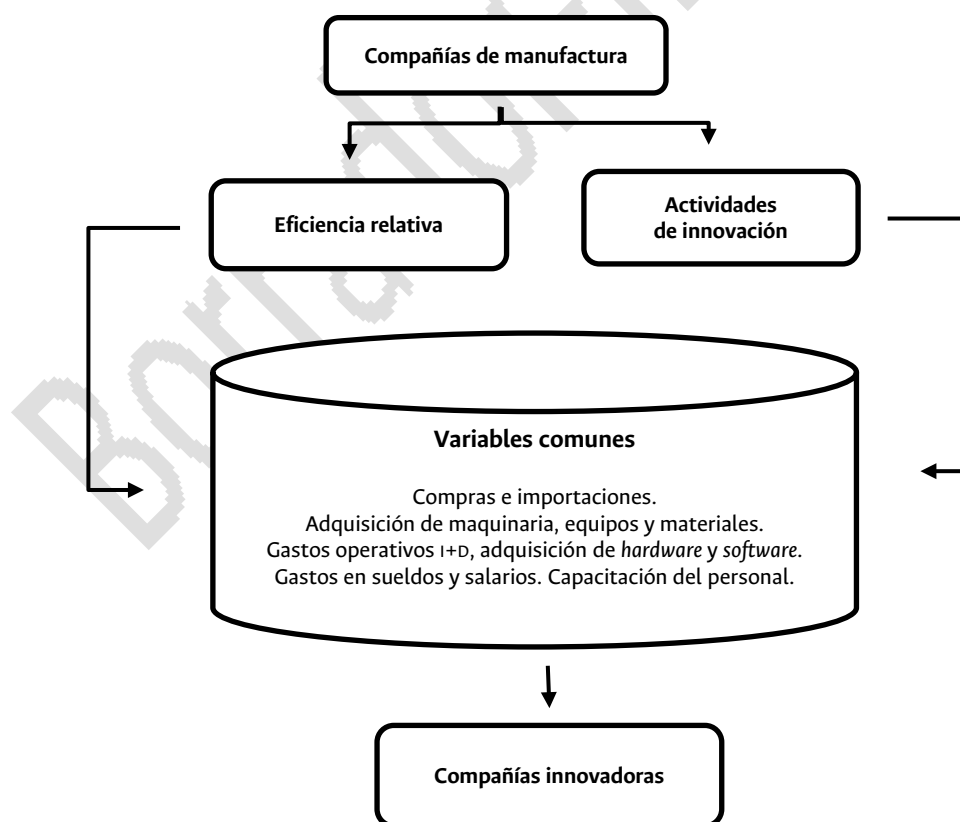 Compañías de manufactura
Eficiencia relativa
Actividades
de innovación
Variables comunes
Compras e importaciones.
Adquisición de maquinaria, equipos y materiales.
Gastos operativos I+D, adquisición de hardware y software.
Gastos en sueldos y salarios. Capacitación del personal.
Compañías innovadoras